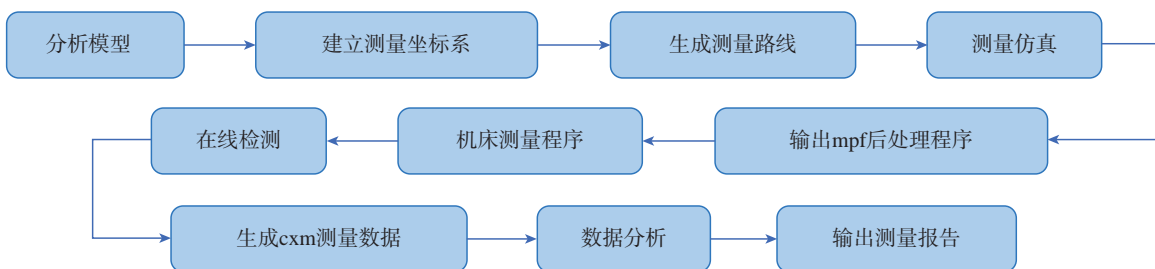 分析模型
建立测量坐标系
生成测量路线
测量仿真
输出mpf后处理程序
机床测量程序
在线检测
生成cxm测量数据
数据分析
输出测量报告